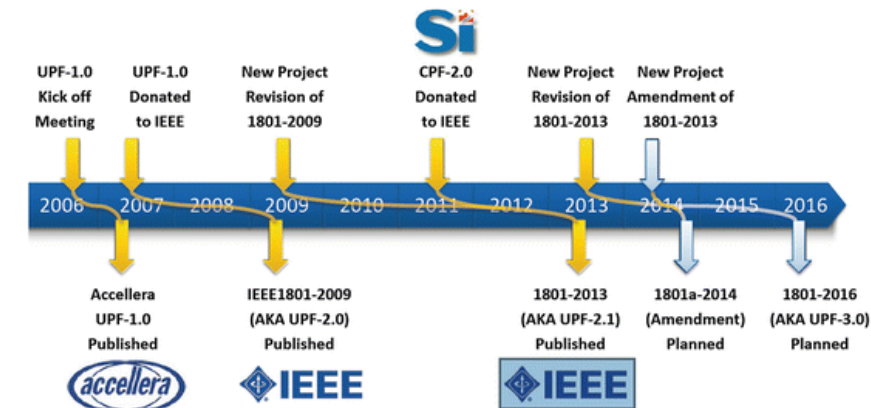 Si
UPF-1.0
Kick off
Meeting
UPF-1.0
Donated
to IEEE
New Project
Revision of
1801-2009
CPF-2.0
Donated
to IEEE
New Project
Revision of
1801-2013
New Project
Amendment of
1801-2013
2006 2007 2008 2009 2010 2011 2012 2013 2014 2015 2016
Accellera
UPF-1.0
Published
IEEE1801-2009
(AKA UPF-2.0)
Published
1801-2013
(AKA UPF-2.1)
Published
1801a-2014
(Amendment)
Planned
1801-2016
(AKA UPF-3.0)
Planned
accellera
IEEE
IEEE